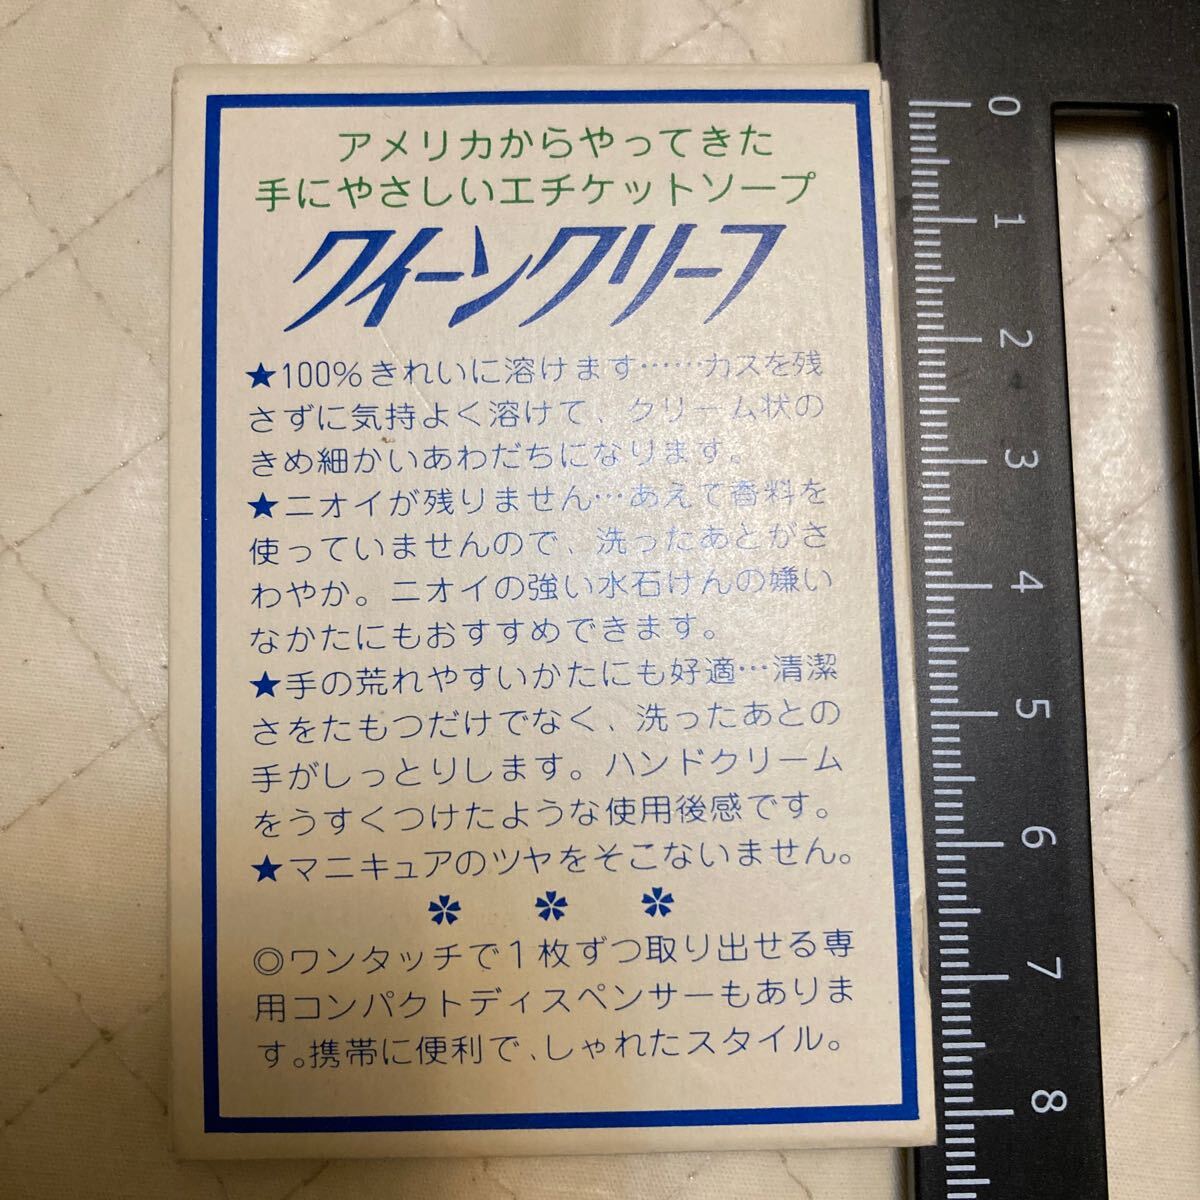 アメリカからやってきた
手にやさしいエチケットソープ
クイーンクリーフ
★100%きれいに溶けます……カスを残
さずに気持よく溶けて、クリーム状の
きめ細かいあわだちになります。
★ニオイが残りません…あえて香料を
使っていませんので、洗ったあとがさ
わやか。ニオイの強い水石けんの嫌い
なかたにもおすすめできます。
★手の荒れやすいかたにも好適…清潔
さをたもつだけでなく、洗ったあとの
手がしっとりします。ハンドクリーム
をうすくつけたような使用後感です。
★マニキュアのツヤをそこないません。
◎ワンタッチで1枚ずつ取り出せる専
用コンパクトディスペンサーもありま
す。携帯に便利で、しゃれたスタイル。
0
1
2
3
4
5
6
7
8